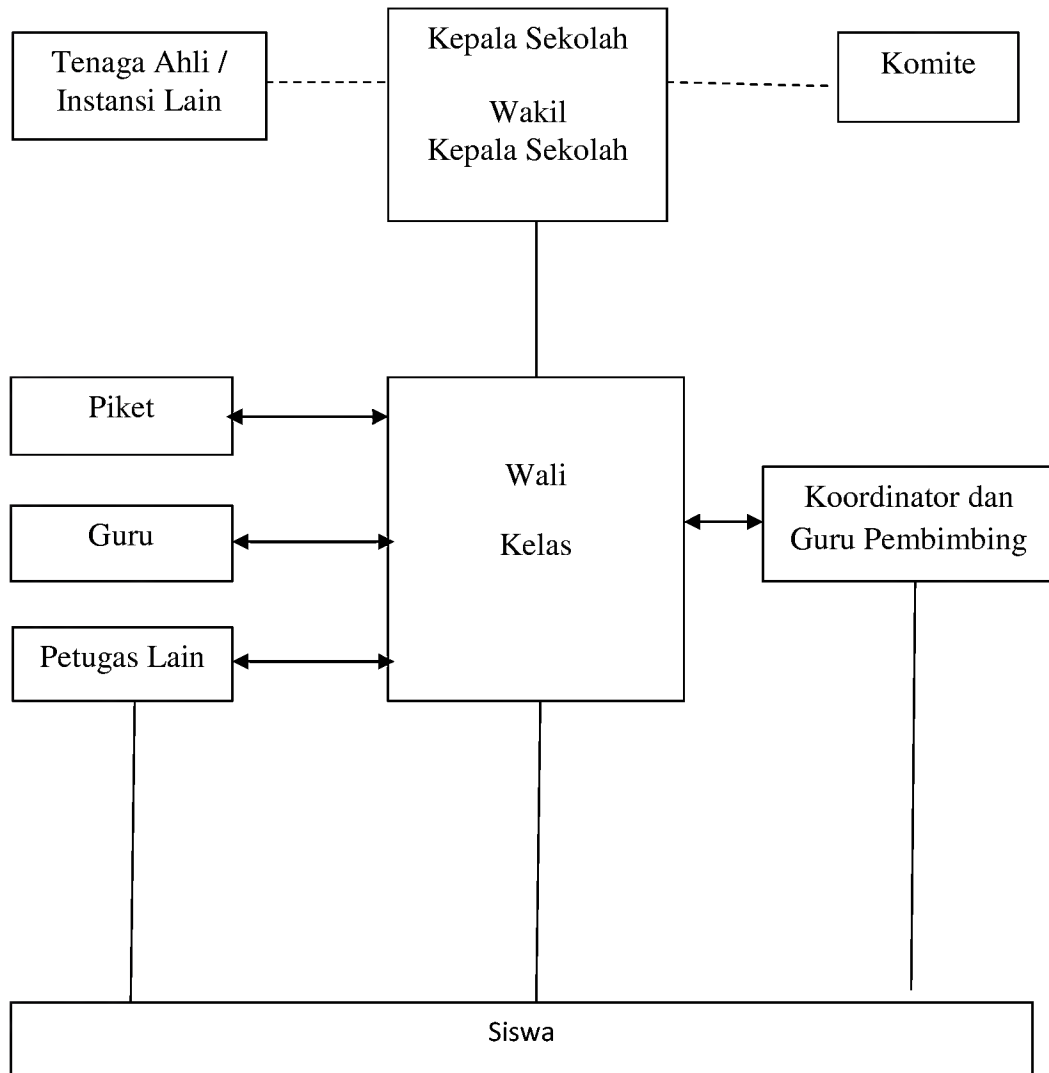 Tenaga Ahli /
Instansi Lain
Kepala Sekolah
Wakil
Kepala Sekolah
Komite
Piket
Guru
Petugas Lain
Wali
Kelas
Koordinator dan
Guru Pembimbing
Siswa